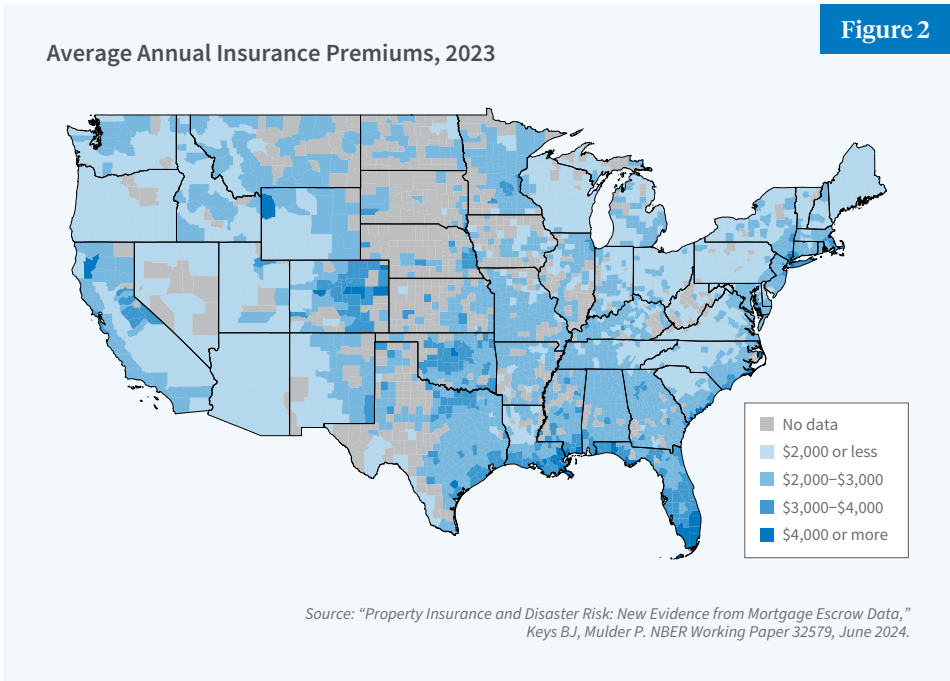 Figure 2
Average Annual Insurance Premiums, 2023
No data
$2,000 or less
$2,000–$3,000
$3,000–$4,000
$4,000 or more
Source: “Property Insurance and Disaster Risk: New Evidence from Mortgage Escrow Data,”
Keys BJ, Mulder P. NBER Working Paper 32579, June 2024.